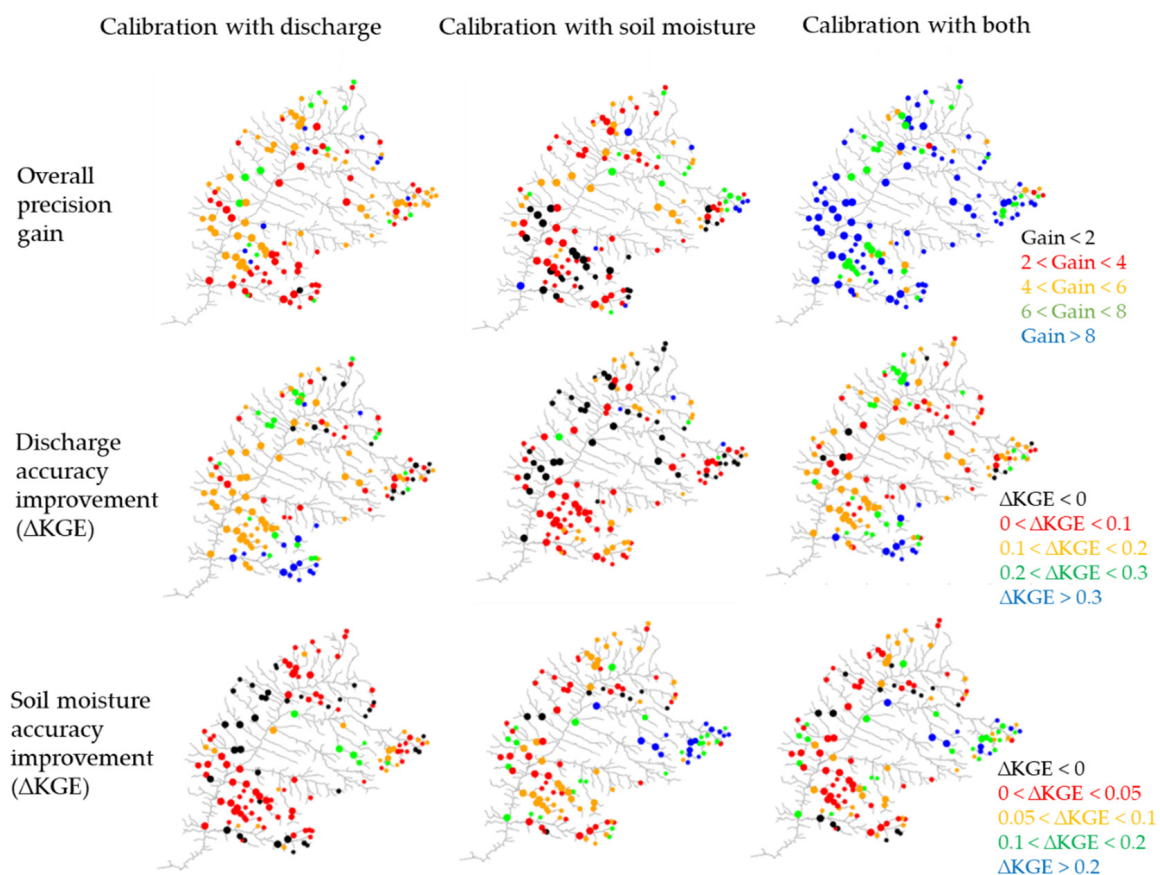 Calibration with discharge
Calibration with soil moisture
Calibration with both
Overall
precision
gain
Gain < 2
2 < Gain < 4
4 < Gain < 6
6 < Gain < 8
Gain > 8
Discharge
accuracy
improvement
(ΔKGE)
ΔKGE < 0
0 < ΔKGE < 0.1
0.1 < ΔKGE < 0.2
0.2 < ΔKGE < 0.3
ΔKGE > 0.3
Soil moisture
accuracy
improvement
(ΔKGE)
ΔKGE < 0
0 < ΔKGE < 0.05
0.05 < ΔKGE < 0.1
0.1 < ΔKGE < 0.2
ΔKGE > 0.2